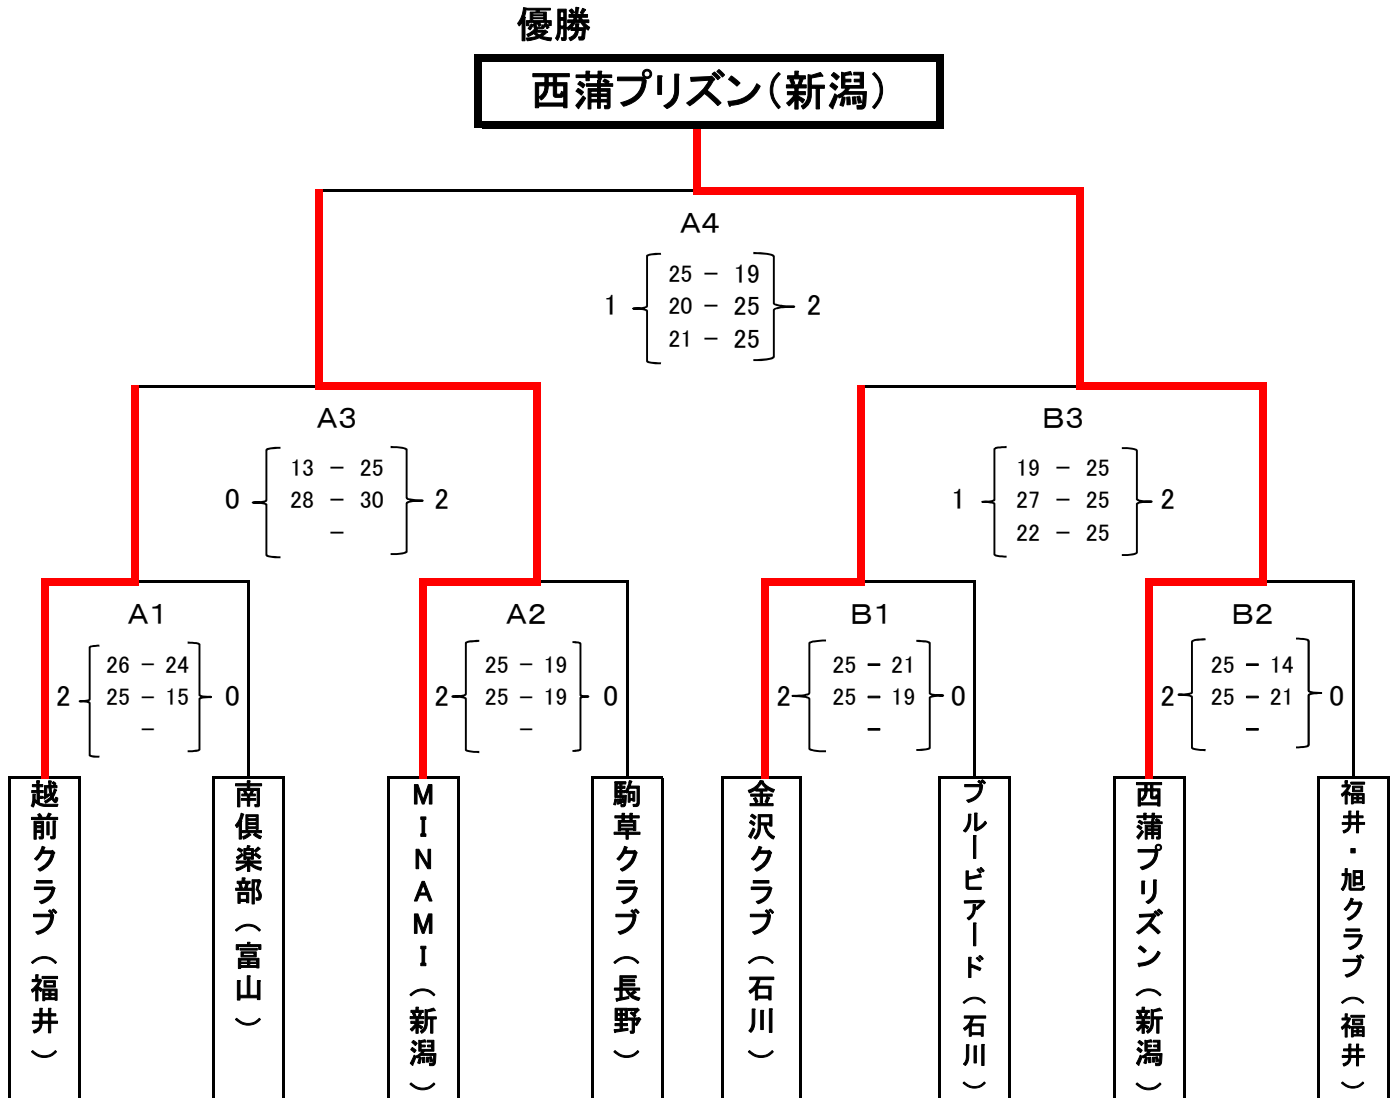 優勝
西蒲プリズン（新潟）
A4
25 － 19
1 20 － 25 2
21 － 25
A3 B3
13 － 25 19 － 25
0 28 － 30 2 1 27 － 25 2
－ 22 － 25
A1 A2 B1 B2
26 － 24 25 － 19 25 － 21 25 － 14
2 25 － 15 0 2 25 － 19 0 2 25 － 19 0 2 25 － 21 0
－ － － －
越前クラブ（福井）
南倶楽部（富山）
MINAMI（新潟）
駒草クラブ（長野）
金沢クラブ（石川）
ブルービアード（石川）
西蒲プリズン（新潟）
福井・旭クラブ（福井）